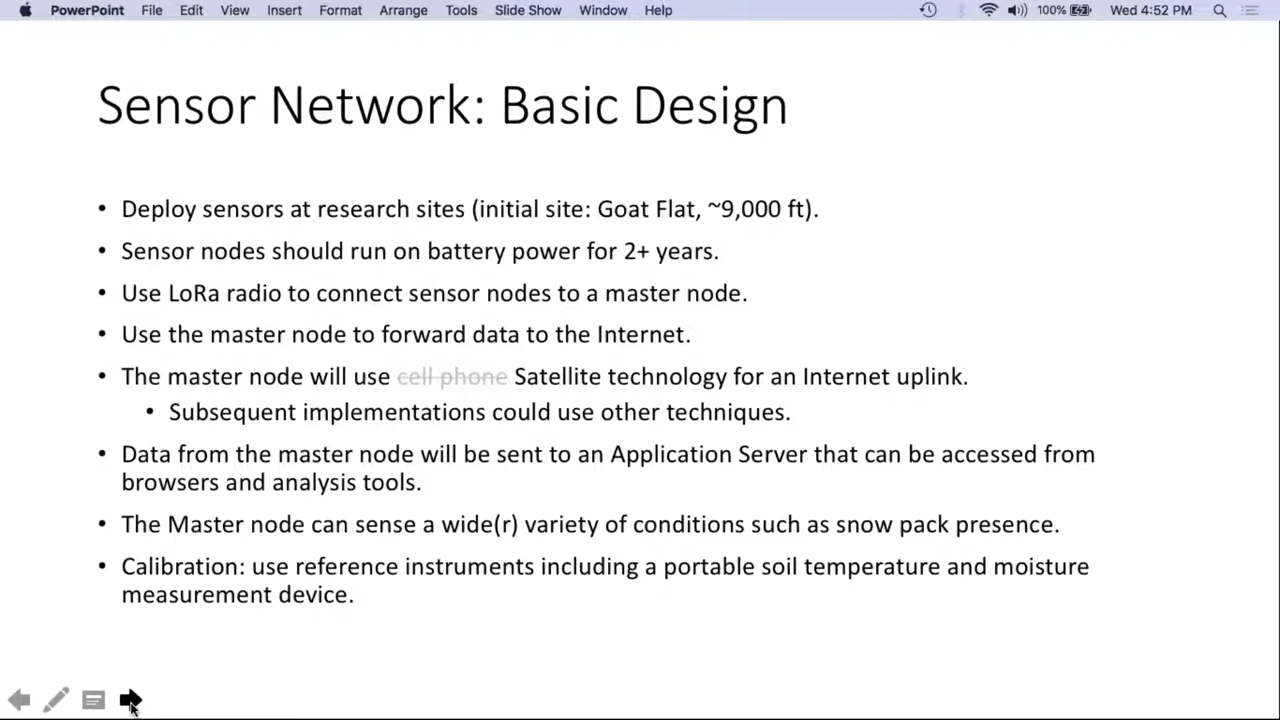 PowerPoint File Edit View Insert Format Arrange Tools Slide Show Window Help 100% Wed 4:52 PM
Sensor Network: Basic Design
• Deploy sensors at research sites (initial site: Goat Flat, ~9,000 ft).
• Sensor nodes should run on battery power for 2+ years.
• Use LoRa radio to connect sensor nodes to a master node.
• Use the master node to forward data to the Internet.
• The master node will use cell phone Satellite technology for an Internet uplink.
• Subsequent implementations could use other techniques.
• Data from the master node will be sent to an Application Server that can be accessed from
browsers and analysis tools.
• The Master node can sense a wide(r) variety of conditions such as snow pack presence.
• Calibration: use reference instruments including a portable soil temperature and moisture
measurement device.